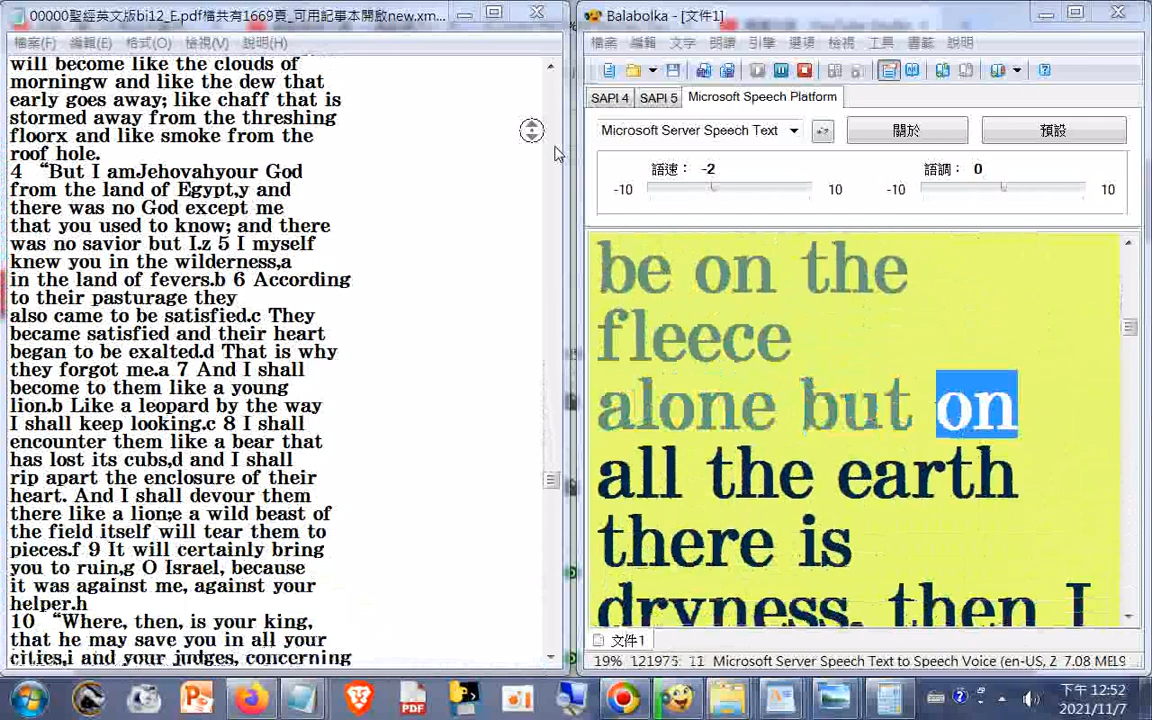 00000聖經英文版bi12_E.pdf檔共有1669頁_可用記事本開啟new.xm...
檔案(F) 編輯(E) 格式(O) 檢視(V) 說明(H)
will become like the clouds of
morningw and like the dew that
early goes away; like chaff that is
stormed away from the threshing
floorx and like smoke from the
roof hole.
4 “But I amJehovahyour God
from the land of Egypt,y and
there was no God except me
that you used to know; and there
was no savior but I.z 5 I myself
knew you in the wilderness,a
in the land of fevers.b 6 According
to their pasturage they
also came to be satisfied.c They
became satisfied and their heart
began to be exalted.d That is why
they forgot me.a 7 And I shall
become to them like a young
lion.b Like a leopard by the way
I shall keep looking.c 8 I shall
encounter them like a bear that
has lost its cubs,d and I shall
rip apart the enclosure of their
heart. And I shall devour them
there like a lion;e a wild beast of
the field itself will tear them to
pieces.f 9 It will certainly bring
you to ruin,g O Israel, because
it was against me, against your
helper.h
10 “Where, then, is your king,
that he may save you in all your
cities,i and your judges, concerning
Balabolka - [文件1]
檔案 編輯 文字 朗讀 引擎 選項 檢視 工具 書籤 說明
SAPI 4 SAPI 5 Microsoft Speech Platform
Microsoft Server Speech Text 關於 預設
語速： -2 語調： 0
-10 10 -10 10
be on the
fleece
alone but on
all the earth
there is
dryness, then I
文件1
19% 121975: 11 Microsoft Server Speech Text to Speech Voice (en-US, Z 7.08 MB
下午 12:52
2021/11/7